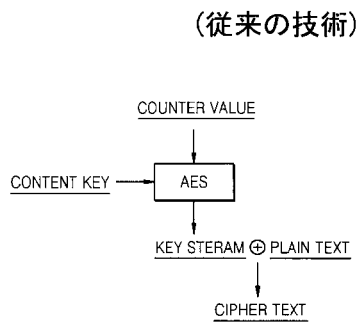 (従来の技術)
COUNTER VALUE
CONTENT KEY
AES
KEY STERAM ⊕ PLAIN TEXT
CIPHER TEXT